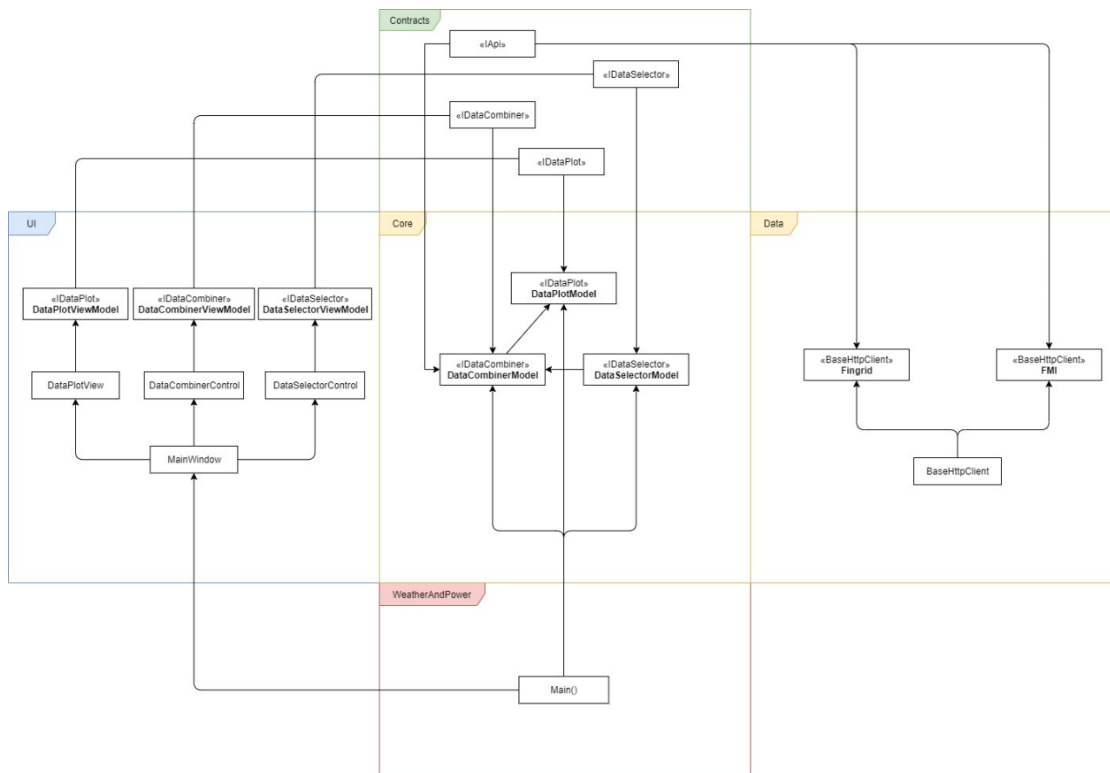 Contracts
«IApi»
«IDataSelector»
«IDataCombiner»
«IDataPlot»
UI
Core
Data
«IDataPlot»
DataPlotViewModel
«IDataCombiner»
DataCombinerViewModel
«IDataSelector»
DataSelectorViewModel
«IDataPlot»
DataPlotModel
«IDataCombiner»
DataCombinerModel
«IDataSelector»
DataSelectorModel
«BaseHttpClient»
Fingrid
«BaseHttpClient»
FMI
DataPlotView
DataCombinerControl
DataSelectorControl
MainWindow
BaseHttpClient
WeatherAndPower
Main()